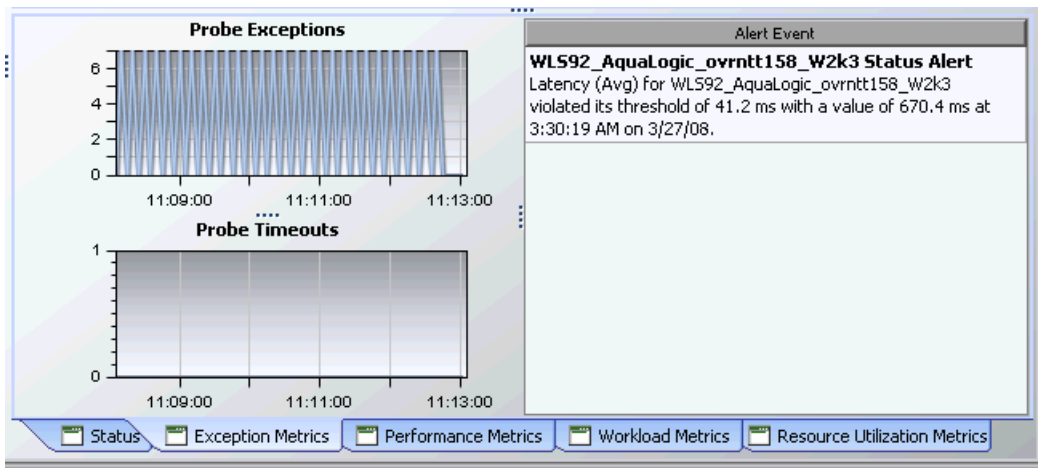 Probe Exceptions
6
4
2
0
11:09:00 11:11:00 11:13:00
Probe Timeouts
1
0
11:09:00 11:11:00 11:13:00
Alert Event
WLS92_AquaLogic_ovrntt158_W2k3 Status Alert
Latency (Avg) for WLS92_AquaLogic_ovrntt158_W2k3
violated its threshold of 41.2 ms with a value of 670.4 ms at
3:30:19 AM on 3/27/08.
Status Exception Metrics Performance Metrics Workload Metrics Resource Utilization Metrics